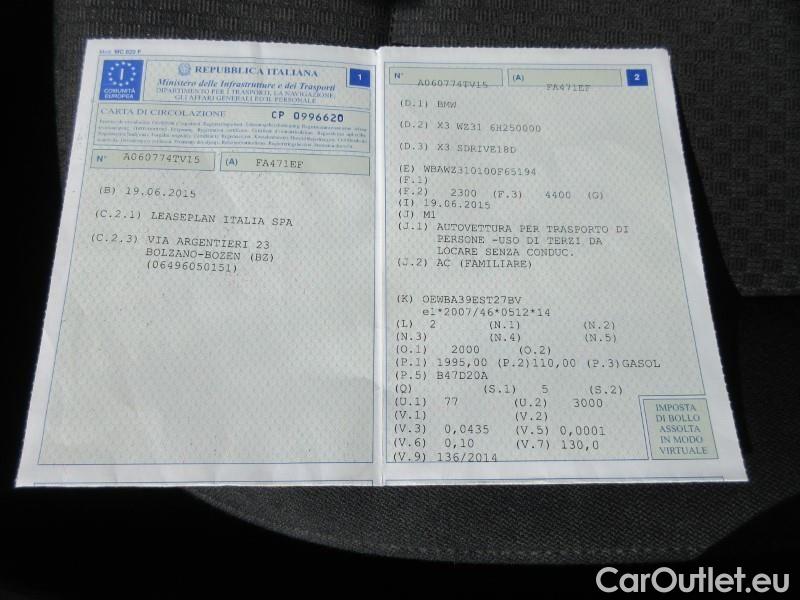 Mod. MC 820 F
I
COMUNITÀ
EUROPEA
REPUBBLICA ITALIANA
1
Ministero delle Infrastrutture e dei Trasporti
DIPARTIMENTO PER I TRASPORTI, LA NAVIGAZIONE,
GLI AFFARI GENERALI ED IL PERSONALE
CARTA DI CIRCOLAZIONE CP 0996620
N° A060774TV15 (A) FA471EF
(B) 19.06.2015
(C.2.1) LEASEPLAN ITALIA SPA
(C.2.3) VIA ARGENTIERI 23
BOLZANO-BOZEN (BZ)
(06496050151)
N° A060774TV15 (A) FA471EF 2
(D.1) BMW
(D.2) X3 WZ31 6H250000
(D.3) X3 SDRIVE18D
(E) WBAWZ310100F65194
(F.1)
(F.2) 2300 (F.3) 4400 (G)
(I) 19.06.2015
(J) M1
(J.1) AUTOVETTURA PER TRASPORTO DI
PERSONE -USO DI TERZI DA
LOCARE SENZA CONDUC.
(J.2) AC (FAMILIARE)
(K) OEWBA39EST27BV
e1*2007/46*0512*14
(L) 2 (N.1) (N.2)
(N.3) (N.4) (N.5)
(O.1) 2000 (O.2)
(P.1) 1995,00 (P.2)110,00 (P.3)GASOL
(P.5) B47D20A
(Q) (S.1) 5 (S.2)
(U.1) 77 (U.2) 3000
(V.1) (V.2)
(V.3) 0,0435 (V.5) 0,0001
(V.6) 0,10 (V.7) 130,0
(V.9) 136/2014
IMPOSTA
DI BOLLO
ASSOLTA
IN MODO
VIRTUALE
CarOutlet.eu